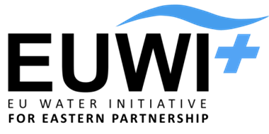 EUWI+
EU WATER INITIATIVE
FOR EASTERN PARTNERSHIP